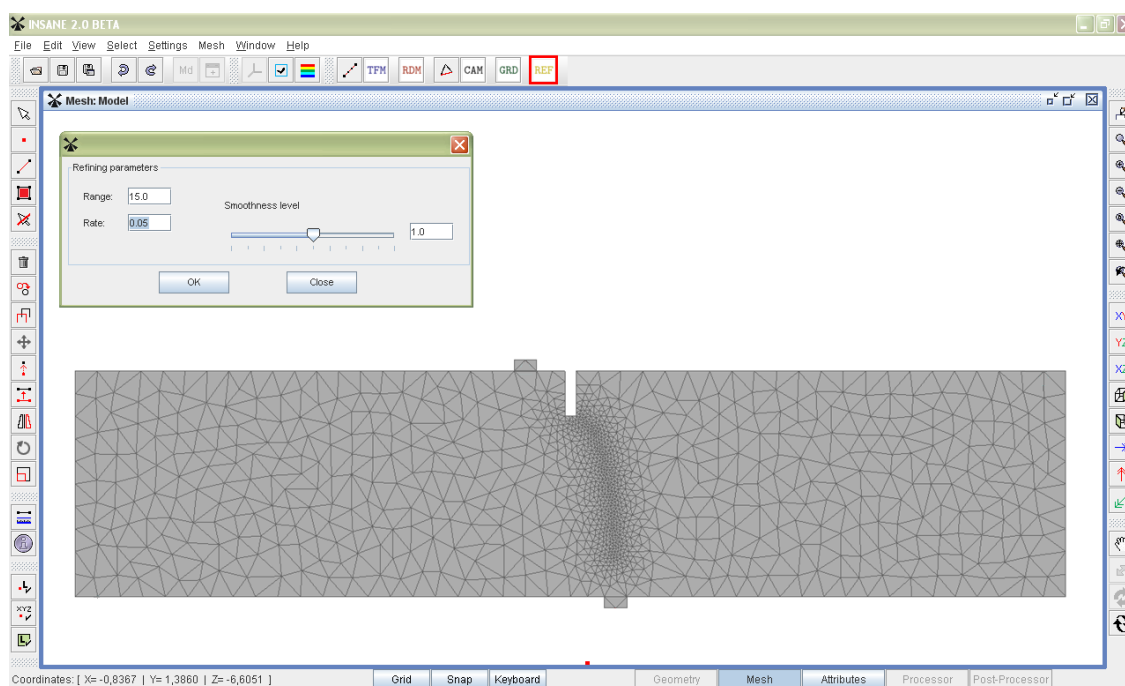 INSANE 2.0 BETA
File Edit View Select Settings Mesh Window Help
Md TFM RDM CAM GRD REF
Mesh: Model
Refining parameters
Range: 15.0
Smoothness level
Rate: 0.05
1.0
OK Close
XYZ
Coordinates: [ X= -0,8367 | Y= 1,3860 | Z= -6,6051 ] Grid Snap Keyboard Geometry Mesh Attributes Processor Post-Processor